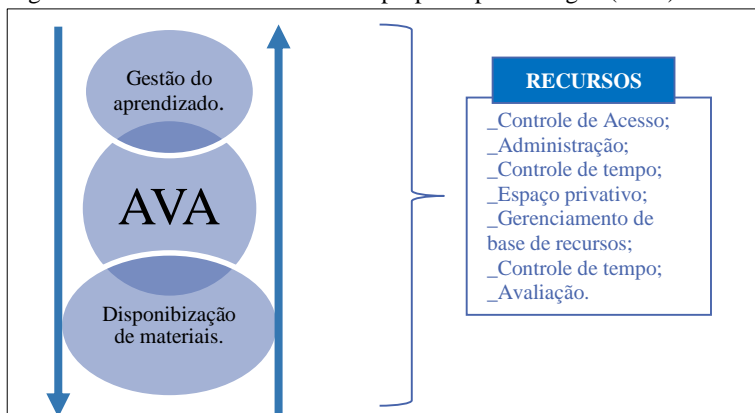 Gestão do
aprendizado.
AVA
Disponibização
de materiais.
RECURSOS
_Controle de Acesso;
_Administração;
_Controle de tempo;
_Espaço privativo;
_Gerenciamento de
base de recursos;
_Controle de tempo;
_Avaliação.